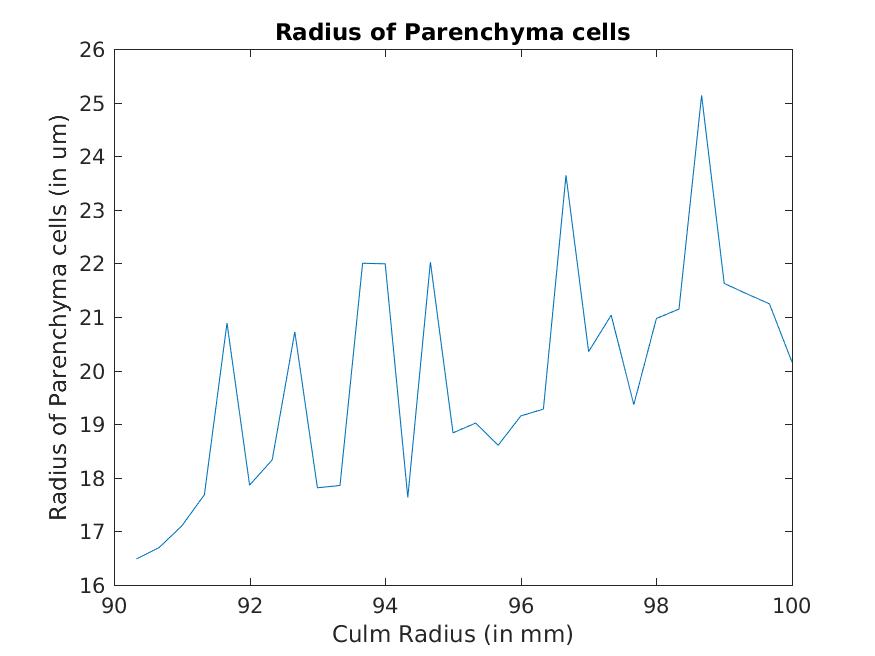 Radius of Parenchyma cells
26
25
24
23
22
21
20
19
18
17
16
Radius of Parenchyma cells (in um)
90 92 94 96 98 100
Culm Radius (in mm)